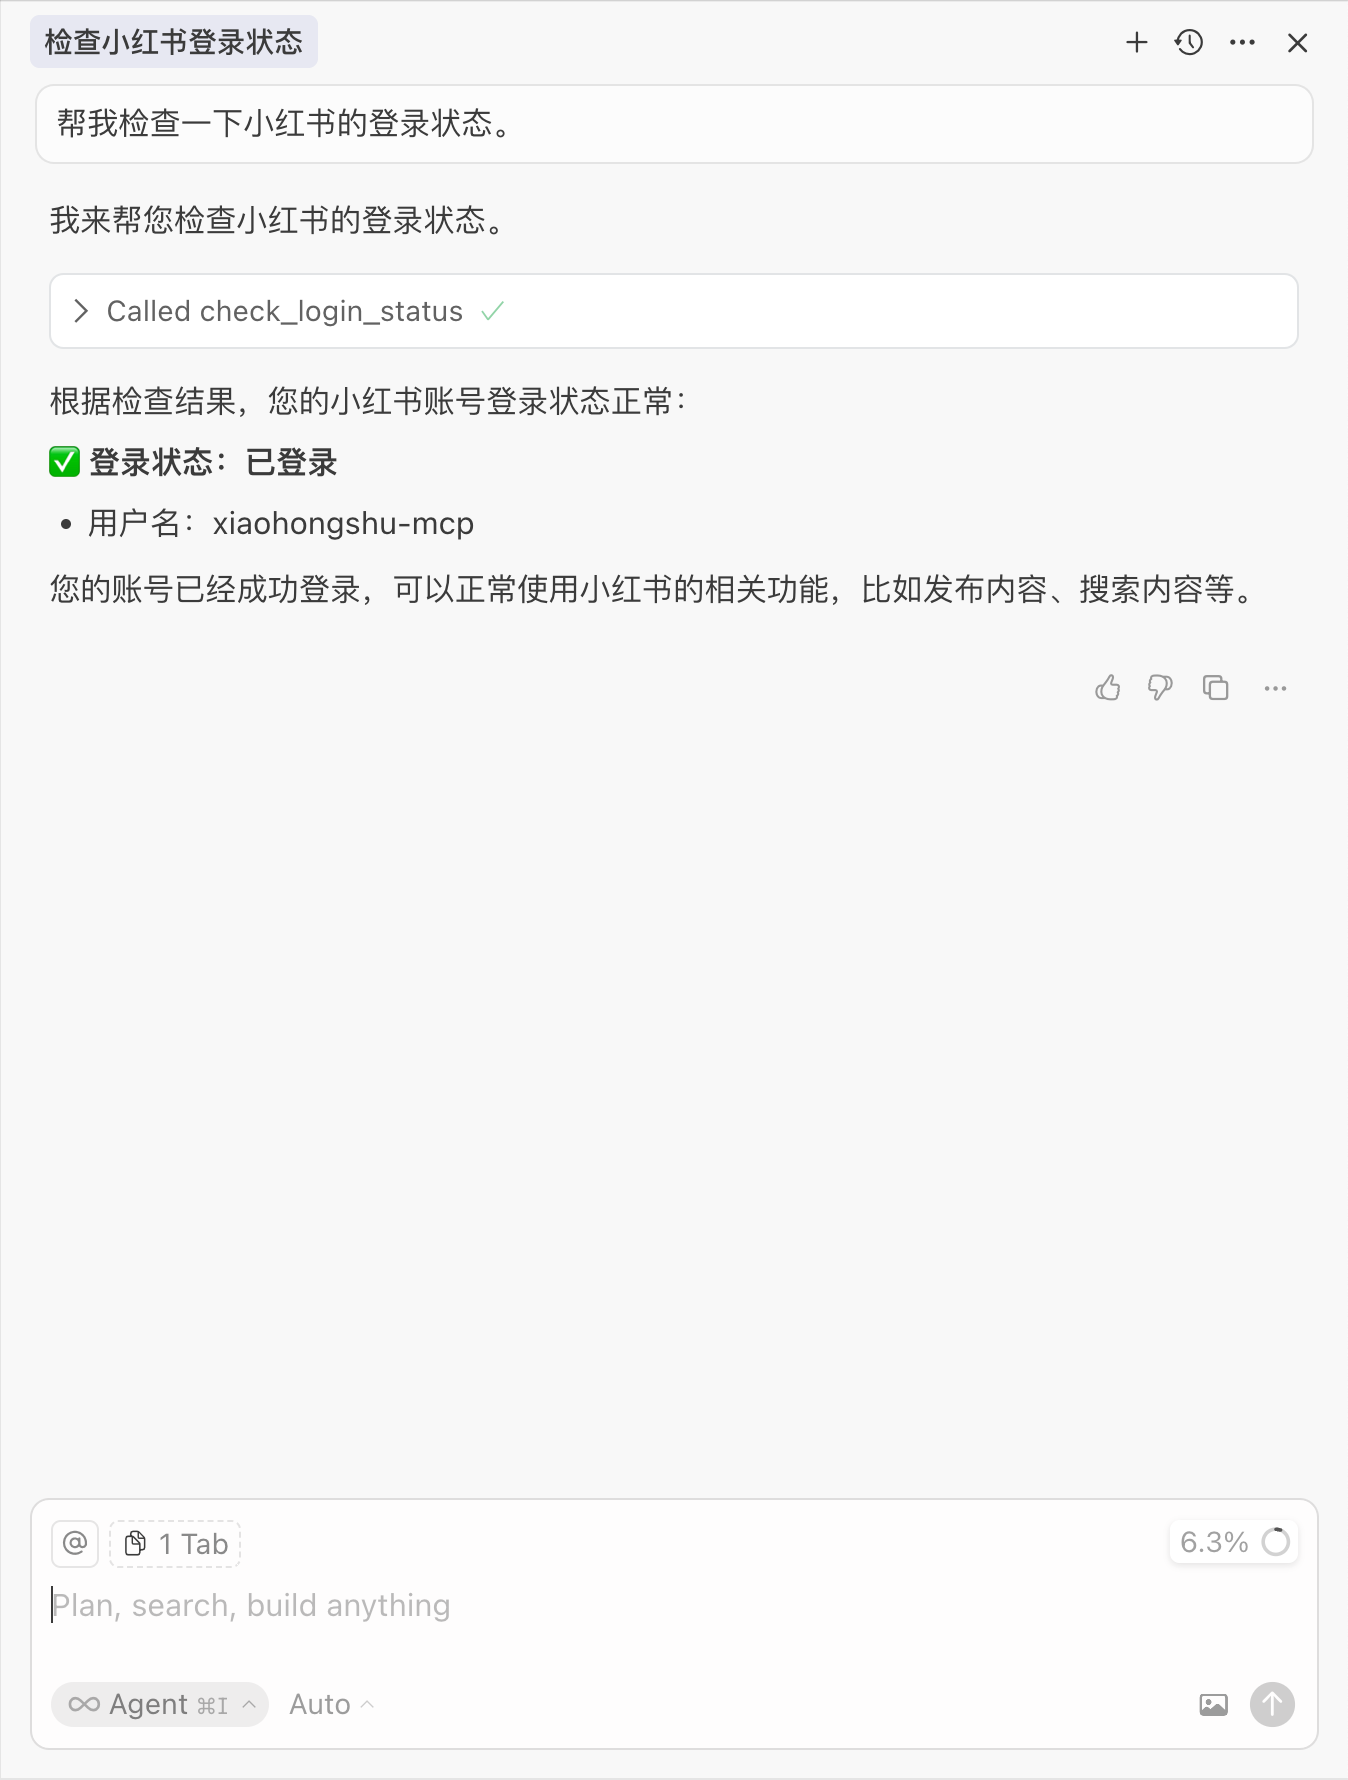 检查小红书登录状态
帮我检查一下小红书的登录状态。
我来帮您检查小红书的登录状态。
Called check_login_status
根据检查结果，您的小红书账号登录状态正常：
✅ 登录状态：已登录
• 用户名：xiaohongshu-mcp
您的账号已经成功登录，可以正常使用小红书的相关功能，比如发布内容、搜索内容等。
@ 1 Tab 6.3%
Plan, search, build anything
Agent ⌘I Auto